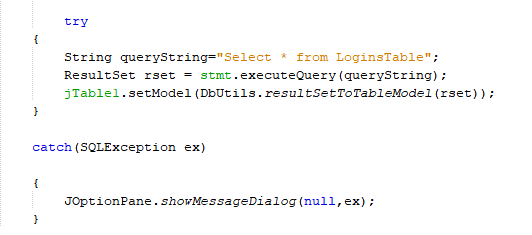 try
{
String queryString="Select * from LoginsTable";
ResultSet rset = stmt.executeQuery(queryString);
jTable1.setModel(DbUtils.resultSetToTableModel(rset));
}
catch(SQLException ex)
{
JOptionPane.showMessageDialog(null,ex);
}